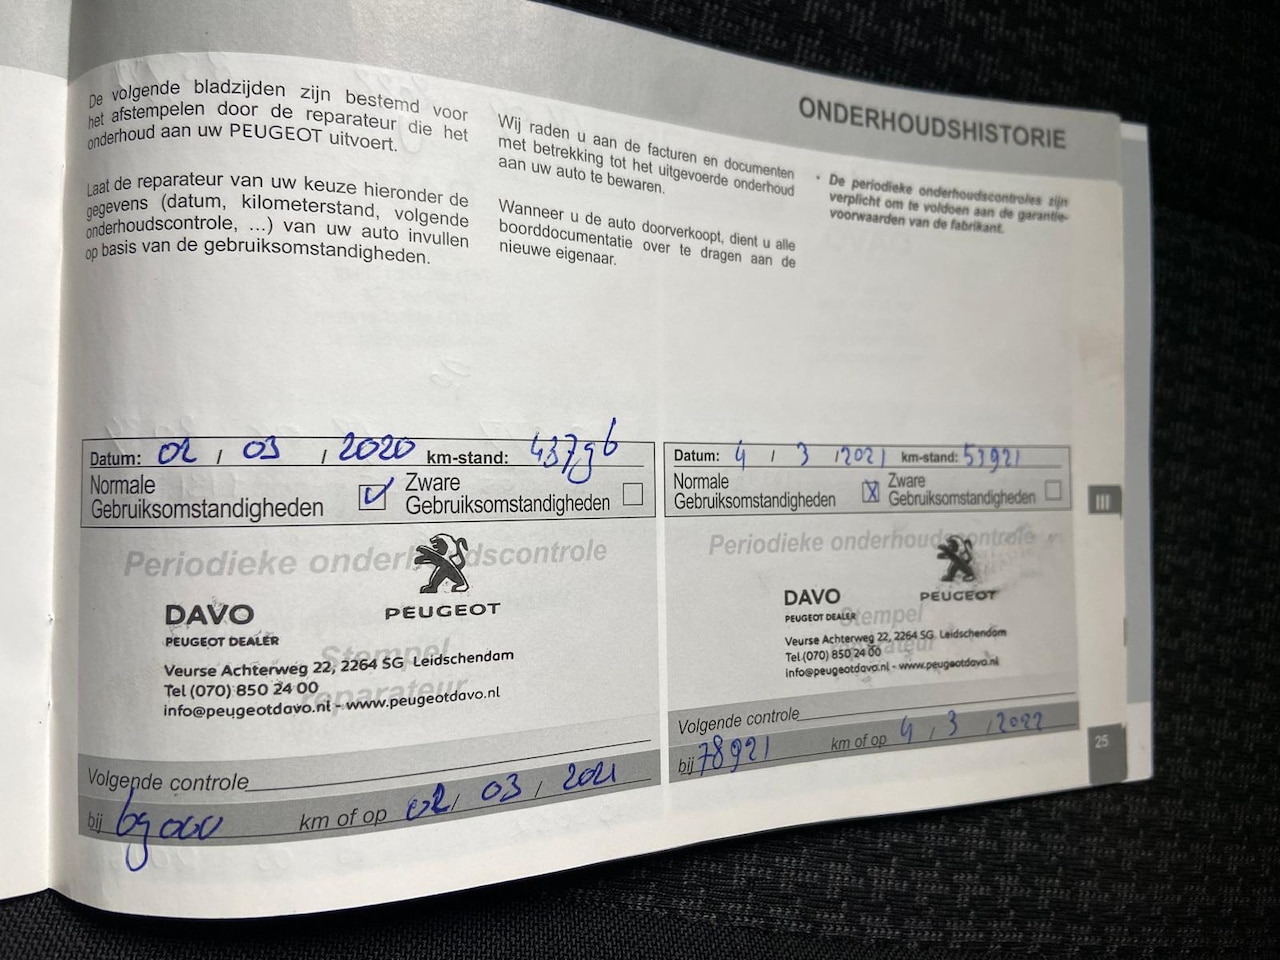 ONDERHOUDSHISTORIE
De volgende bladzijden zijn bestemd voor
het afstempelen door de reparateur die het
onderhoud aan uw PEUGEOT uitvoert.
Laat de reparateur van uw keuze hieronder de
gegevens (datum, kilometerstand, volgende
onderhoudscontrole, ...) van uw auto invullen
op basis van de gebruiksomstandigheden.
Wij raden u aan de facturen en documenten
met betrekking tot het uitgevoerde onderhoud
aan uw auto te bewaren.
Wanneer u de auto doorverkoopt, dient u alle
boorddocumentatie over te dragen aan de
nieuwe eigenaar.
• De periodieke onderhoudscontroles zijn
verplicht om te voldoen aan de garantie-
voorwaarden van de fabrikant.
Datum: 02 / 03 / 2020 km-stand: 43796
Normale
Gebruiksomstandigheden
Zware
Gebruiksomstandigheden
Periodieke onderhoudscontrole
PEUGEOT
DAVO
PEUGEOT DEALER
Stempel
reparateur
Veurse Achterweg 22, 2264 SG Leidschendam
Tel (070) 850 24 00
info@peugeotdavo.nl - www.peugeotdavo.nl
Volgende controle
bij 69000 km of op 02 / 03 / 2021
Datum: 4 / 3 / 2021 km-stand: 53921
Normale
Gebruiksomstandigheden
Zware
Gebruiksomstandigheden
Periodieke onderhoudscontrole
PEUGEOT
DAVO
PEUGEOT DEALER
Stempel
reparateur
Veurse Achterweg 22, 2264 SG Leidschendam
Tel (070) 850 24 00
info@peugeotdavo.nl - www.peugeotdavo.nl
Volgende controle
bij 78921 km of op 4 / 3 / 2022
III
25